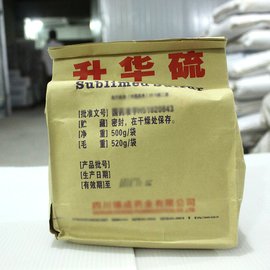 升华硫
Sublimed Sulfur
[批准文号]
[贮 藏] 密封，在干燥处保存。
[净 重] 500g/袋
[毛 重] 520g/袋
[产品批号]
[生产日期]
[有效期] 至